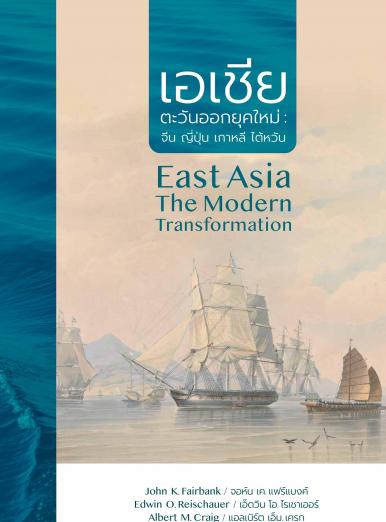 เอเชีย
ตะวันออกยุคใหม่ :
จีน ญี่ปุ่น เกาหลี ไต้หวัน
East Asia
The Modern
Transformation
John K. Fairbank / จอห์น เค. แฟร์แบงค์
Edwin O. Reischauer / เอ็ดวิน โอ. ไรเชาเออร์
Albert M. Craig / แอลเบิร์ต เอ็ม. เครก